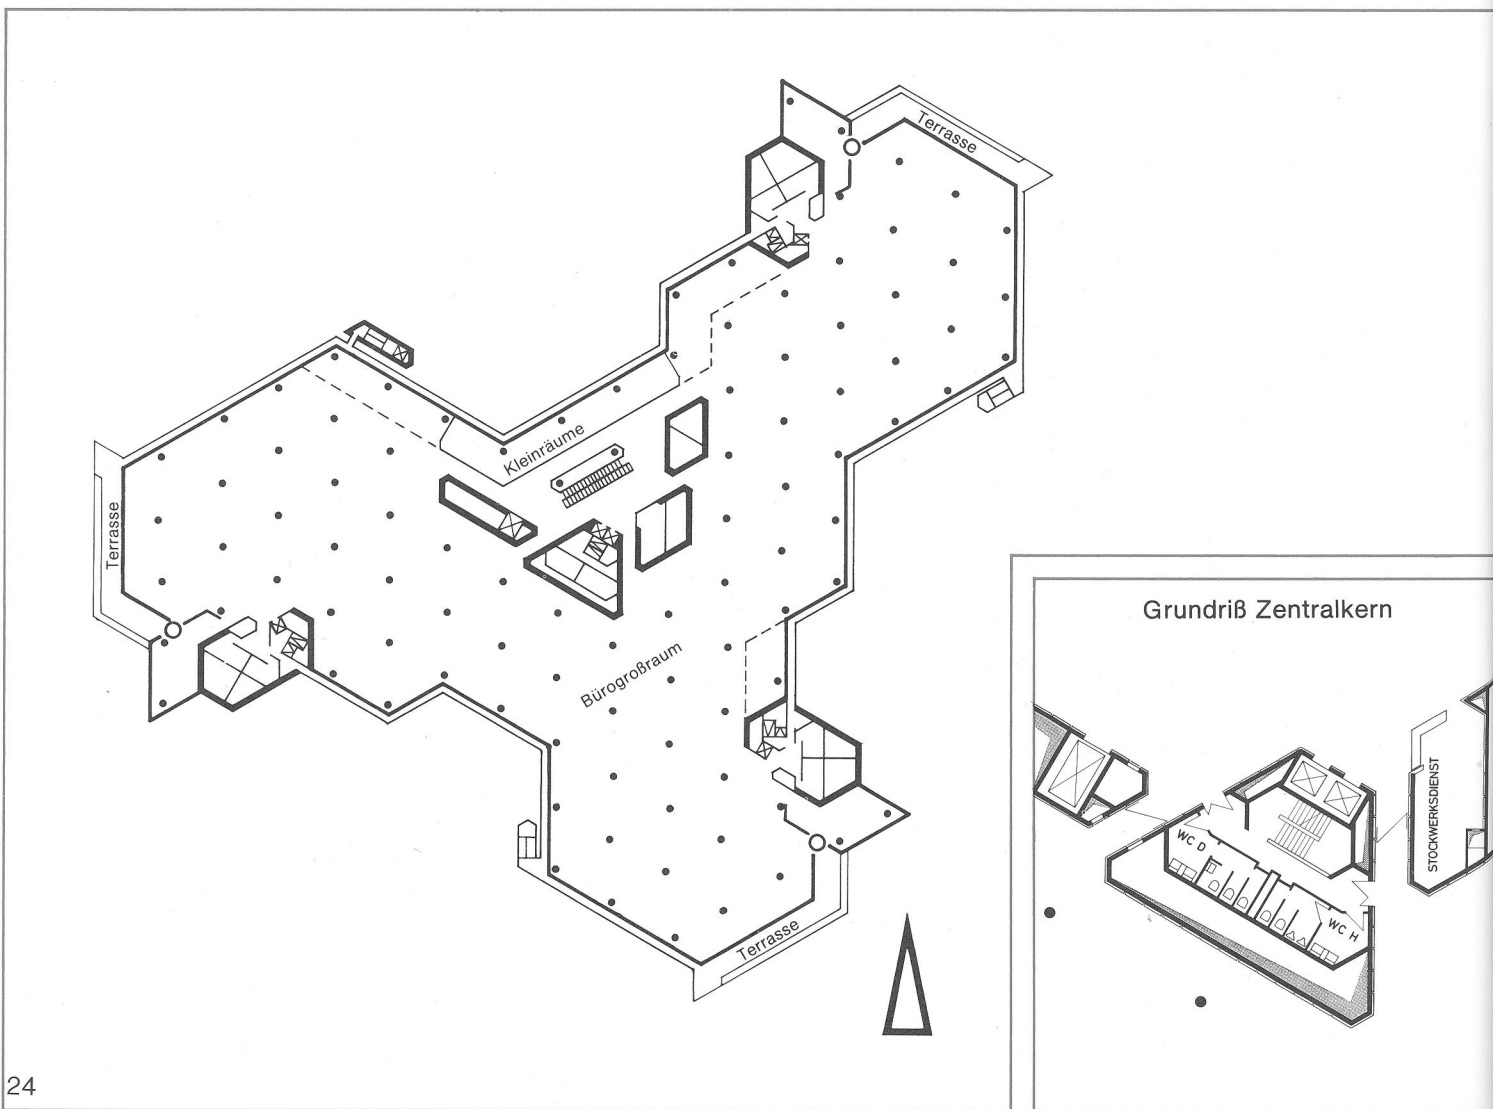 Terrasse
Kleinräume
Terrasse
Bürogroßraum
Terrasse
Grundriß Zentralkern
WC D
WC H
STOCKWERKSDIENST
24